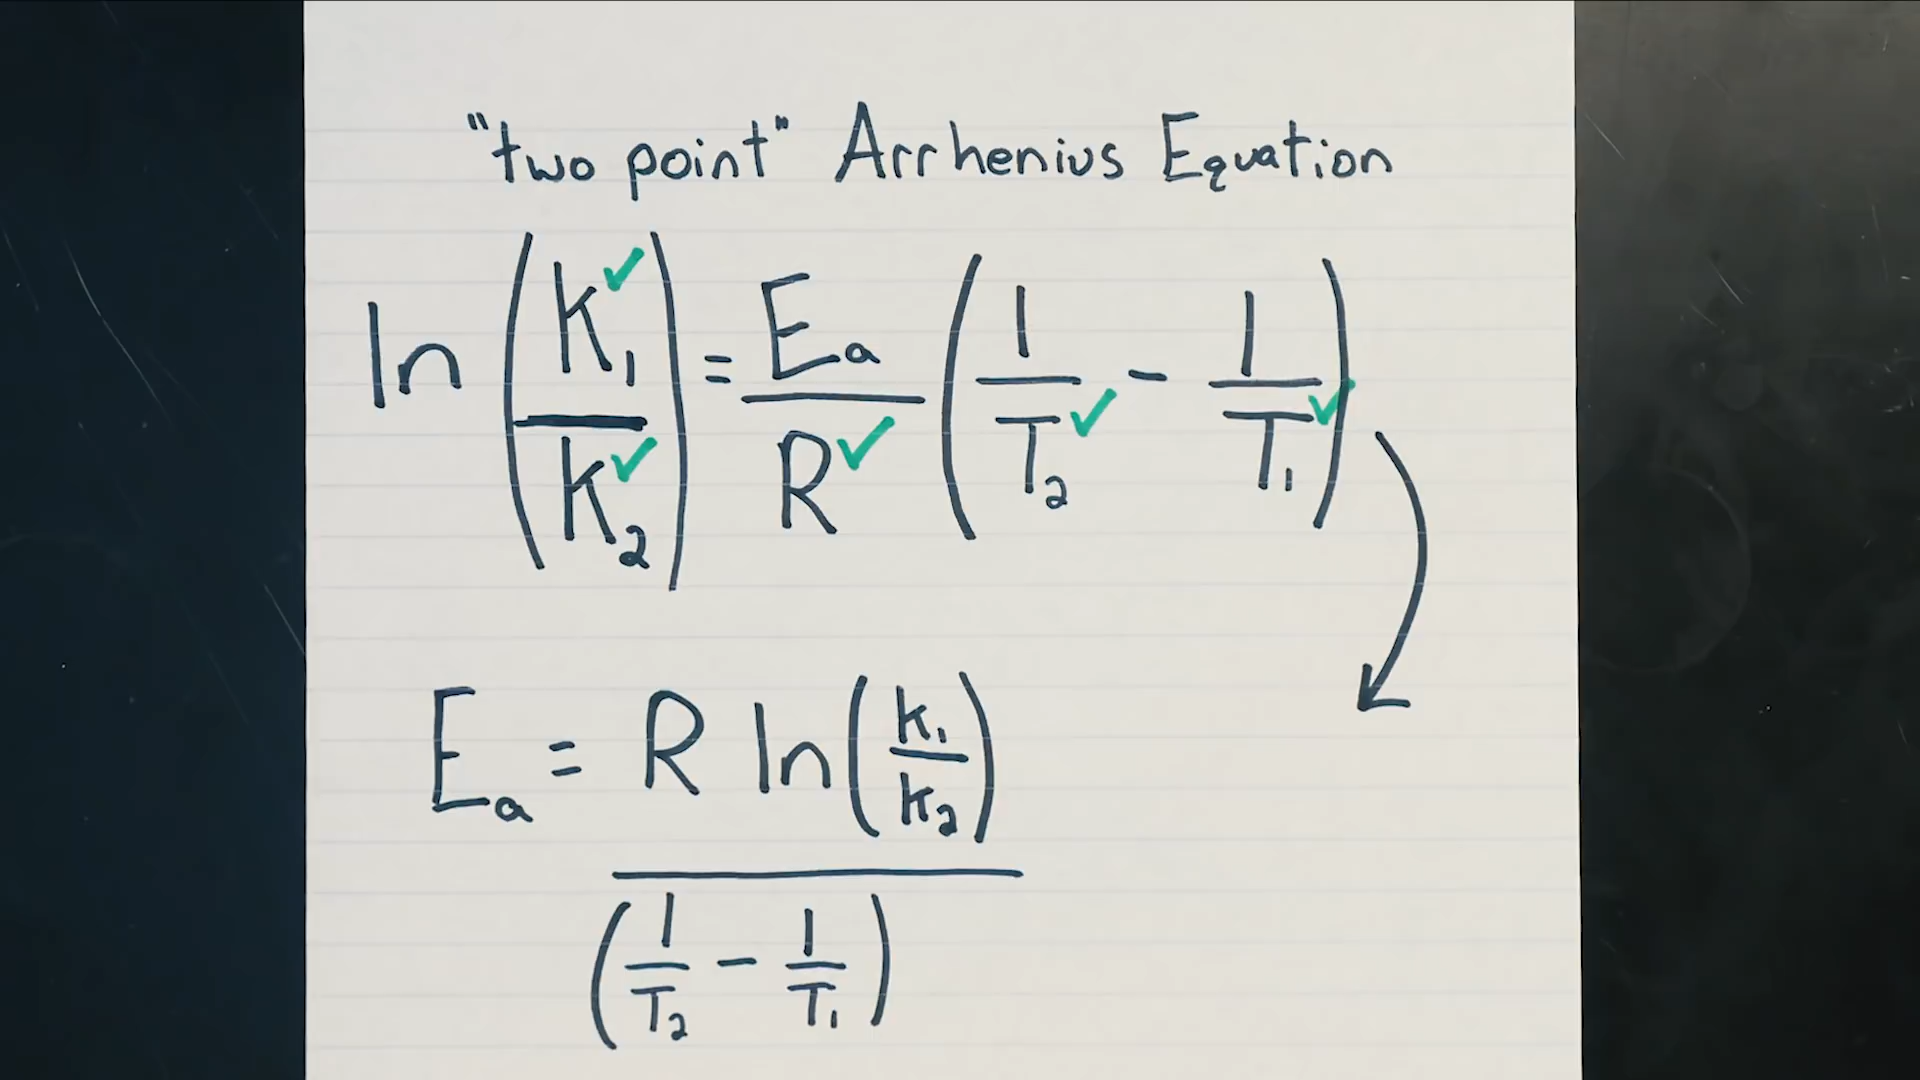 "two point" Arrhenius Equation
ln (K₁✓/K₂✓) = Ea/R✓ (1/T₂✓ - 1/T₁✓)
Ea = R ln (k₁/k₂) / (1/T₂ - 1/T₁)